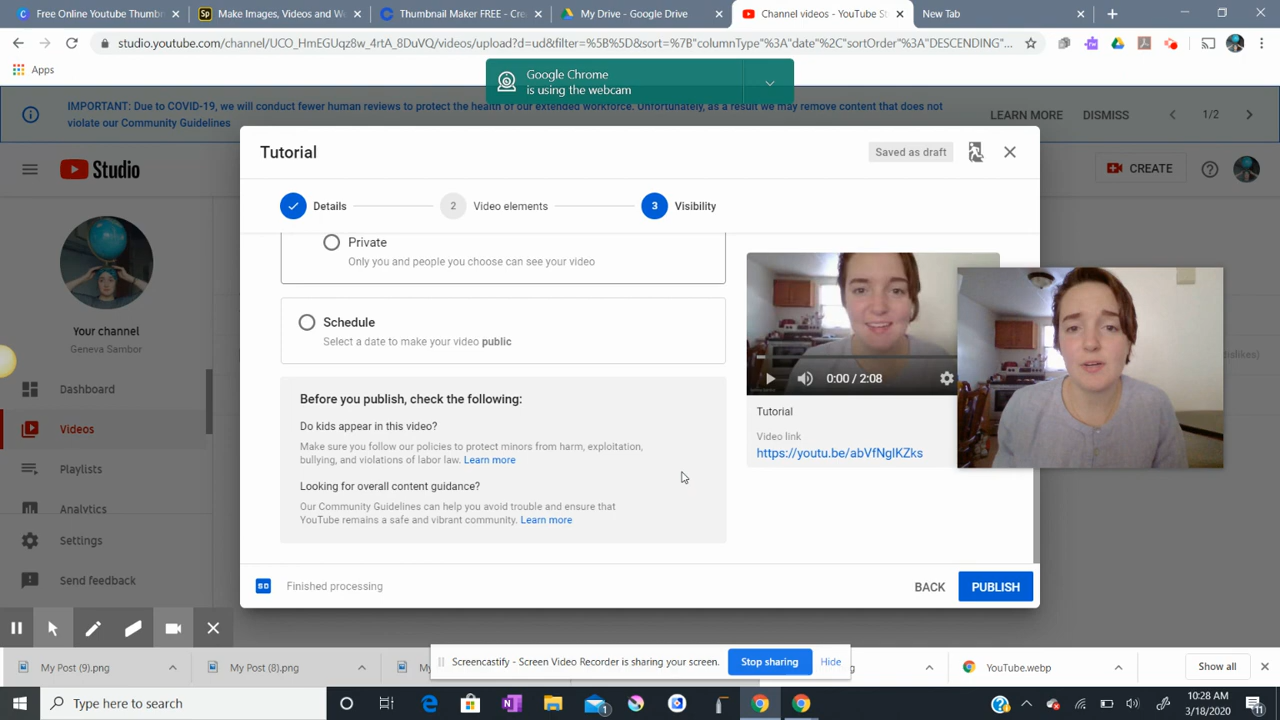 Free Online Youtube Thumbn
Make Images, Videos and W
Thumbnail Maker FREE - Cre
My Drive - Google Drive
Channel videos - YouTube St
New Tab
studio.youtube.com/channel/UCO_HmEGUqz8w_4rtA_8DuVQ/videos/upload?d=ud&filter=%5B%5D&sort=%7B"columnType"%3A"date"%2C"sortOrder"%3A"DESCENDING"...
Apps
Google Chrome
is using the webcam
IMPORTANT: Due to COVID-19, we will conduct fewer human reviews to protect the health of our extended workforce. Unfortunately, as a result we may remove content that does not
violate our Community Guidelines
LEARN MORE
DISMISS
1/2
Studio
CREATE
Tutorial
Saved as draft
Details
2
Video elements
3
Visibility
Private
Only you and people you choose can see your video
Schedule
Select a date to make your video public
Before you publish, check the following:
Do kids appear in this video?
Make sure you follow our policies to protect minors from harm, exploitation,
bullying, and violations of labor law. Learn more
Looking for overall content guidance?
Our Community Guidelines can help you avoid trouble and ensure that
YouTube remains a safe and vibrant community. Learn more
0:00 / 2:08
Tutorial
Video link
https://youtu.be/abVfNglKZks
Your channel
Geneva Sambor
Dashboard
Videos
Playlists
Analytics
Settings
Send feedback
dislikes)
SD
Finished processing
BACK
PUBLISH
Screencastify - Screen Video Recorder is sharing your screen.
Stop sharing
Hide
My Post (9).png
My Post (8).png
M
YouTube.webp
Show all
Type here to search
10:28 AM
3/18/2020
11